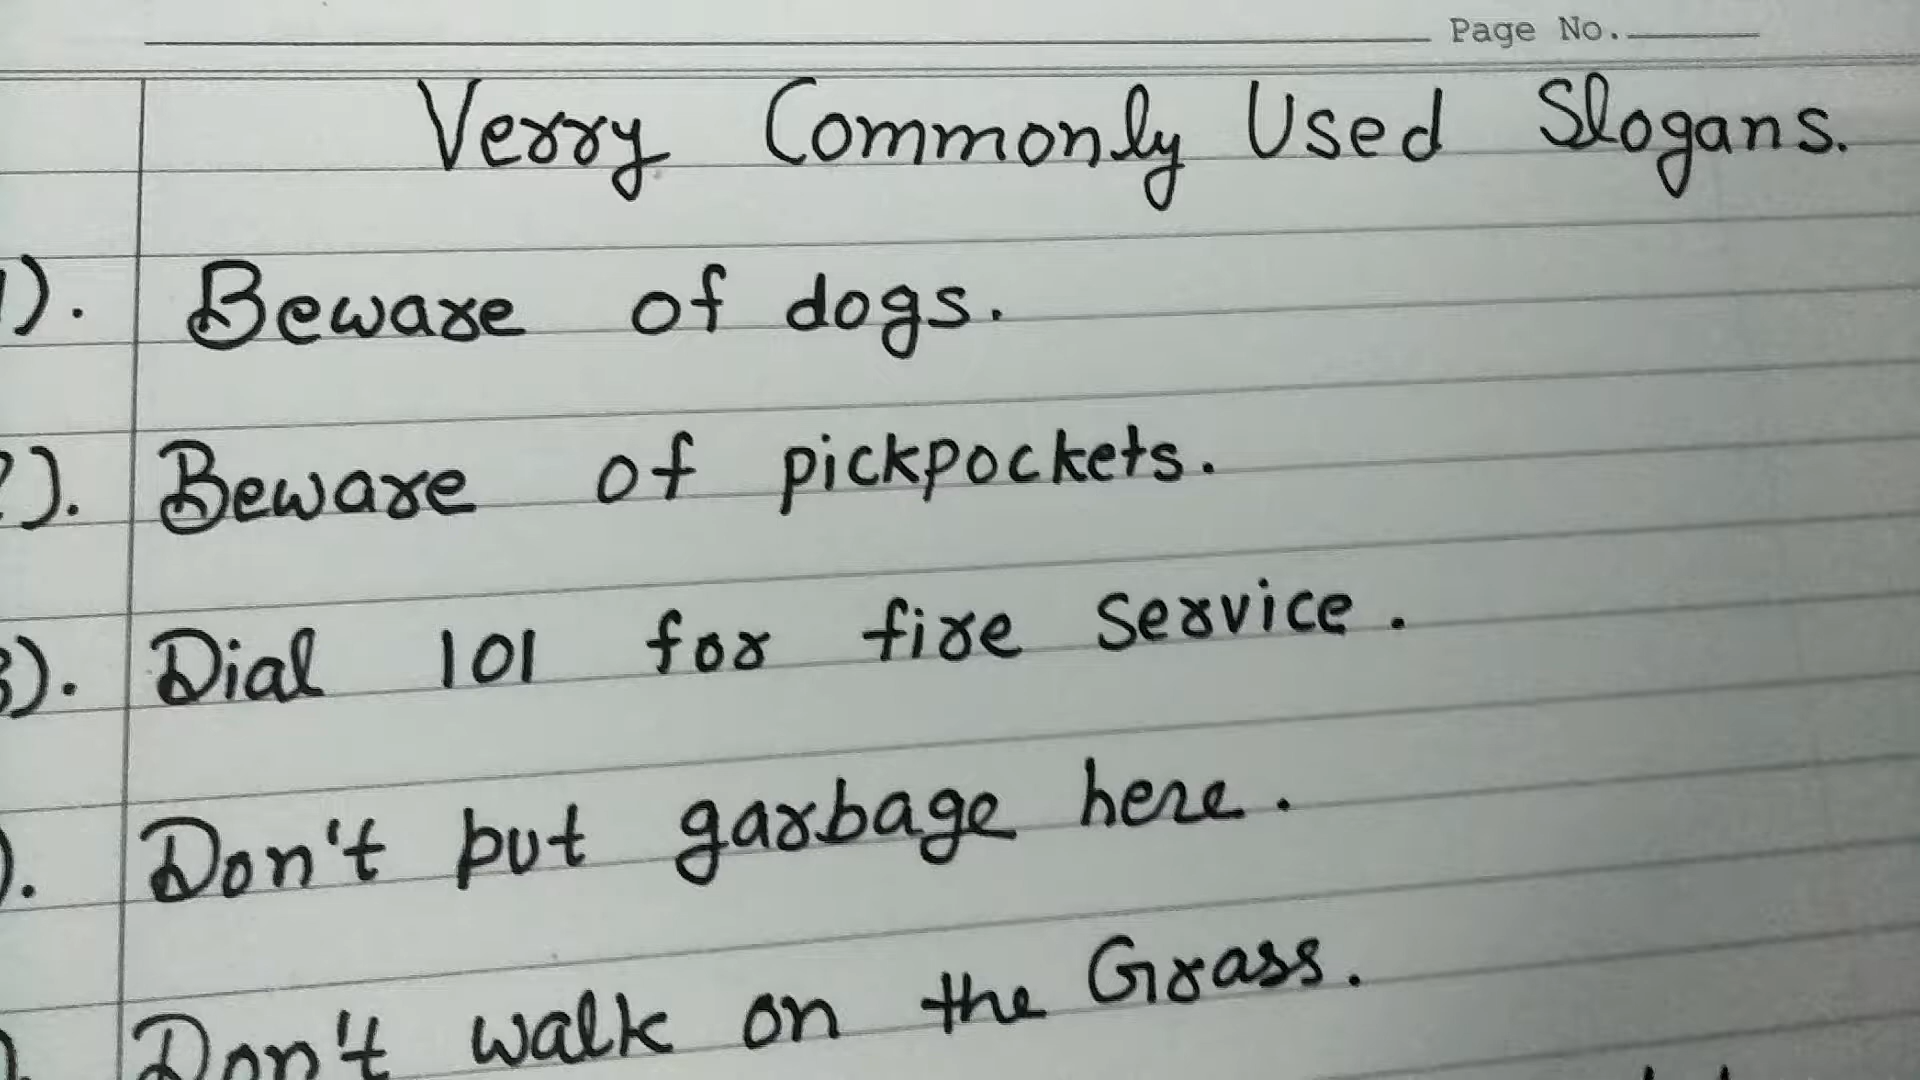 Page No.
Verry Commonly Used Slogans.
1). Beware of dogs.
2). Beware of pickpockets.
3). Dial 101 for fire service.
). Don't put garbage here.
). Don't walk on the Grass.